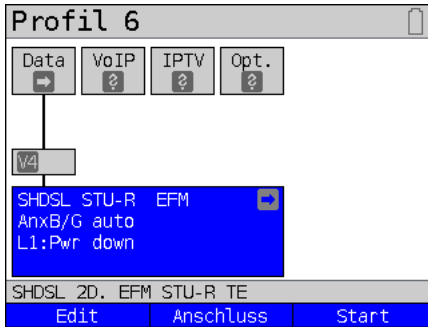 Profil 6
Data VoIP IPTV Opt.
V4
SHDSL STU-R EFM
AnxB/G auto
L1:Pwr down
SHDSL 2D. EFM STU-R TE
Edit Anschluss Start